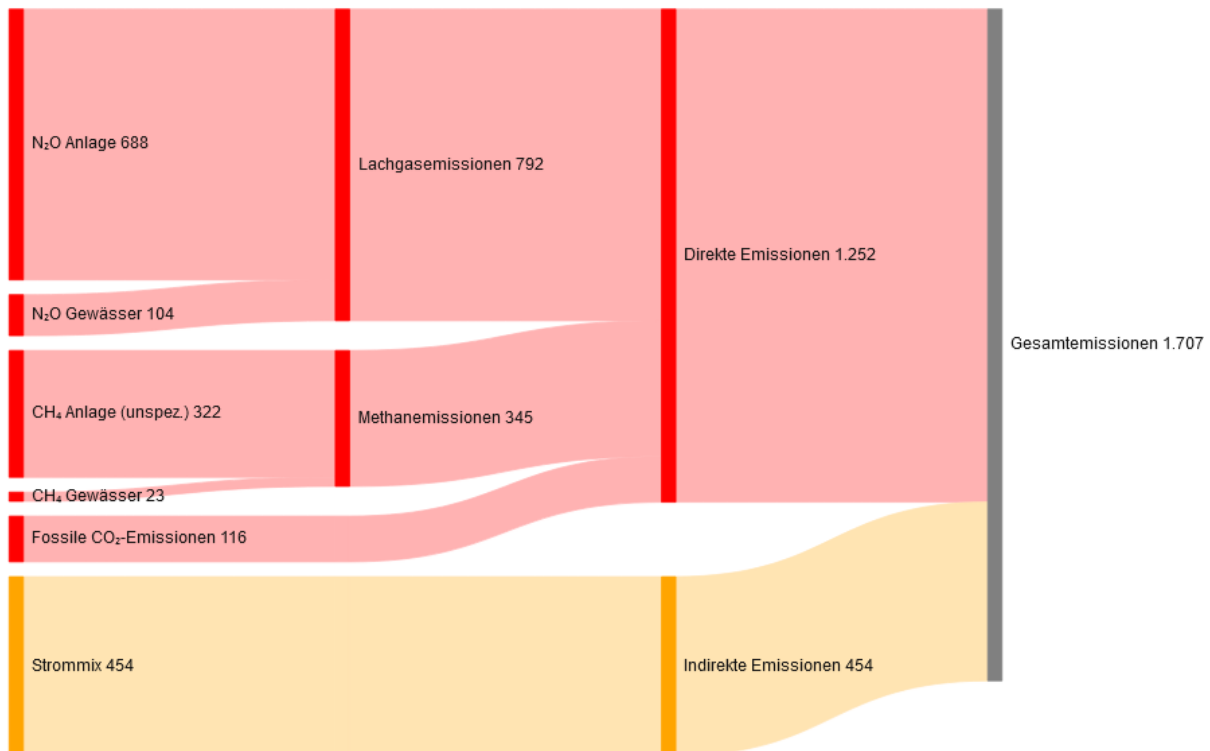 N₂O Anlage 688
Lachgasemissionen 792
Direkte Emissionen 1.252
N₂O Gewässer 104
Gesamtemissionen 1.707
CH₄ Anlage (unspez.) 322
Methanemissionen 345
CH₄ Gewässer 23
Fossile CO₂-Emissionen 116
Strommix 454
Indirekte Emissionen 454